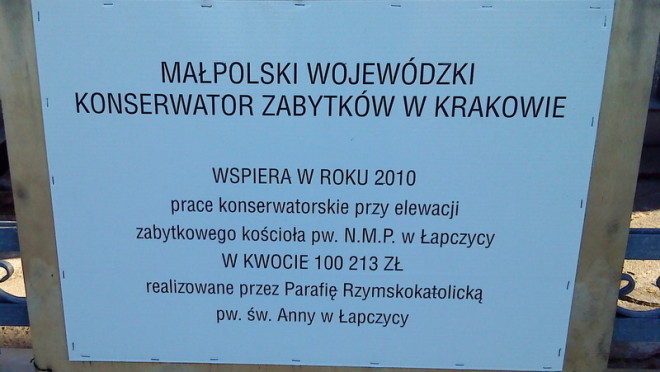 MAŁPOLSKI WOJEWÓDZKI
KONSERWATOR ZABYTKÓW W KRAKOWIE
WSPIERA W ROKU 2010
prace konserwatorskie przy elewacji
zabytkowego kościoła pw. N.M.P. w Łapczycy
W KWOCIE 100 213 ZŁ
realizowane przez Parafię Rzymskokatolicką
pw. św. Anny w Łapczycy